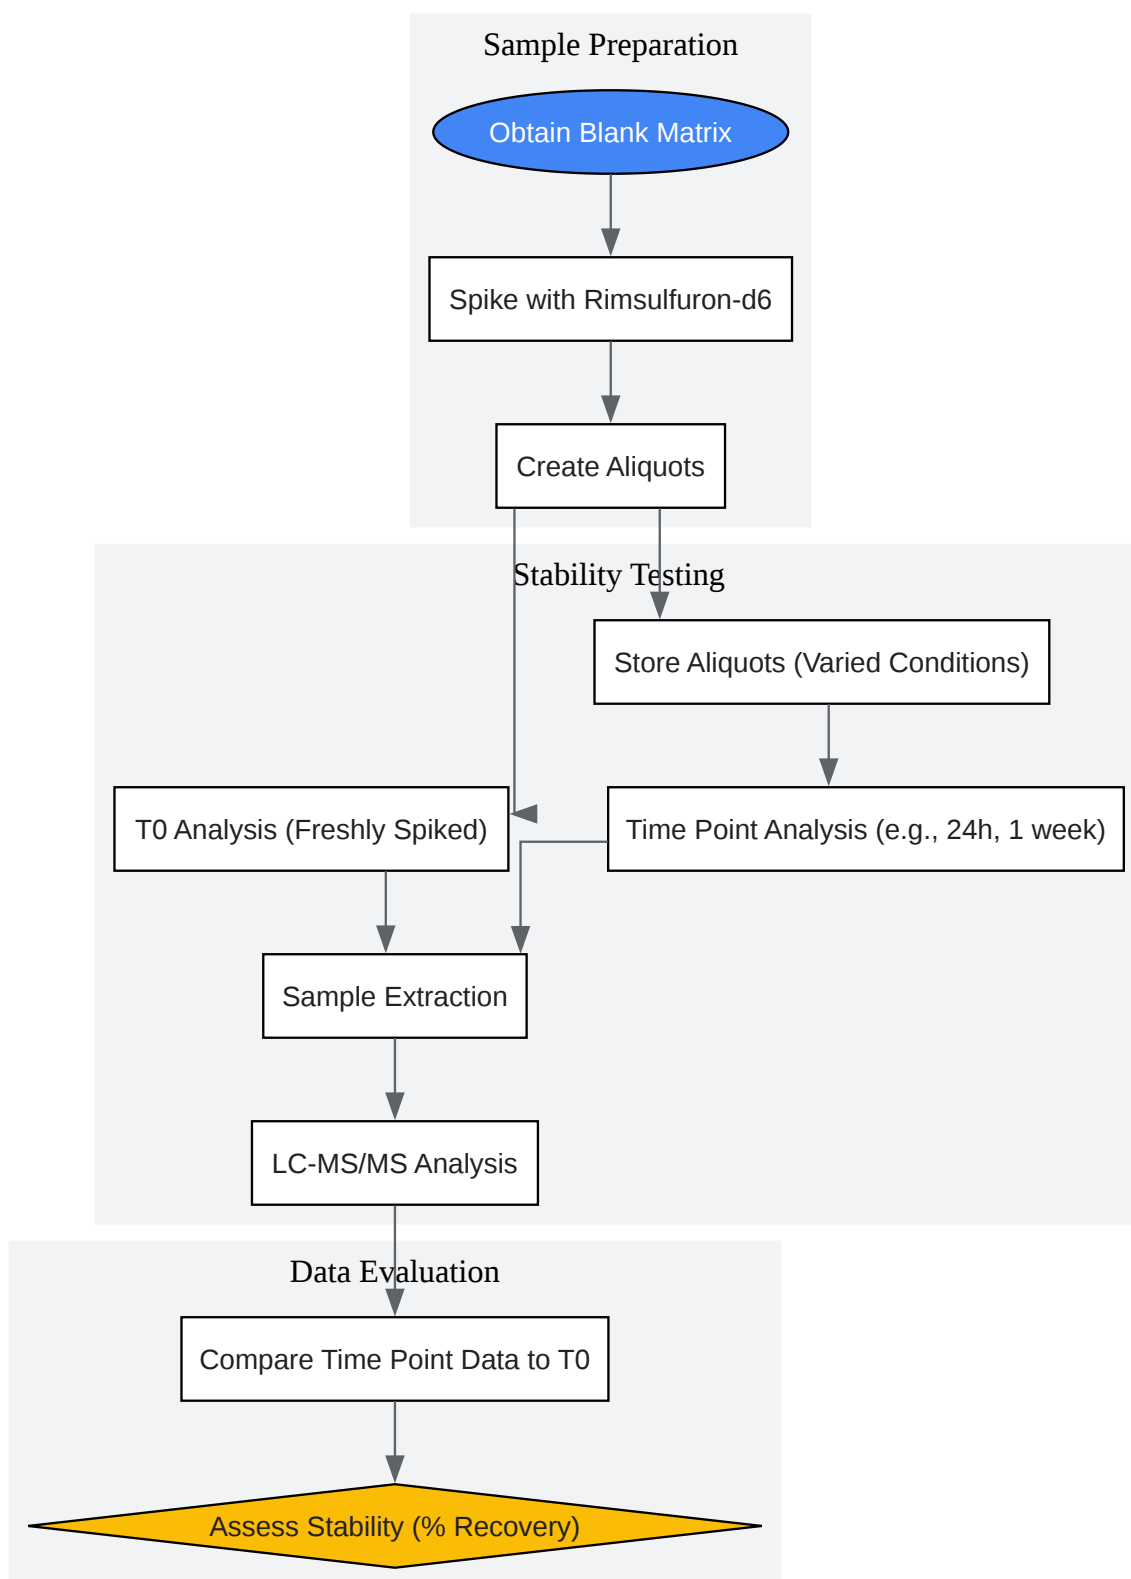 Sample Preparation
Obtain Blank Matrix
Spike with Rimsulfuron-d6
Create Aliquots
Stability Testing
Store Aliquots (Varied Conditions)
T0 Analysis (Freshly Spiked)
Time Point Analysis (e.g., 24h, 1 week)
Sample Extraction
LC-MS/MS Analysis
Data Evaluation
Compare Time Point Data to T0
Assess Stability (% Recovery)